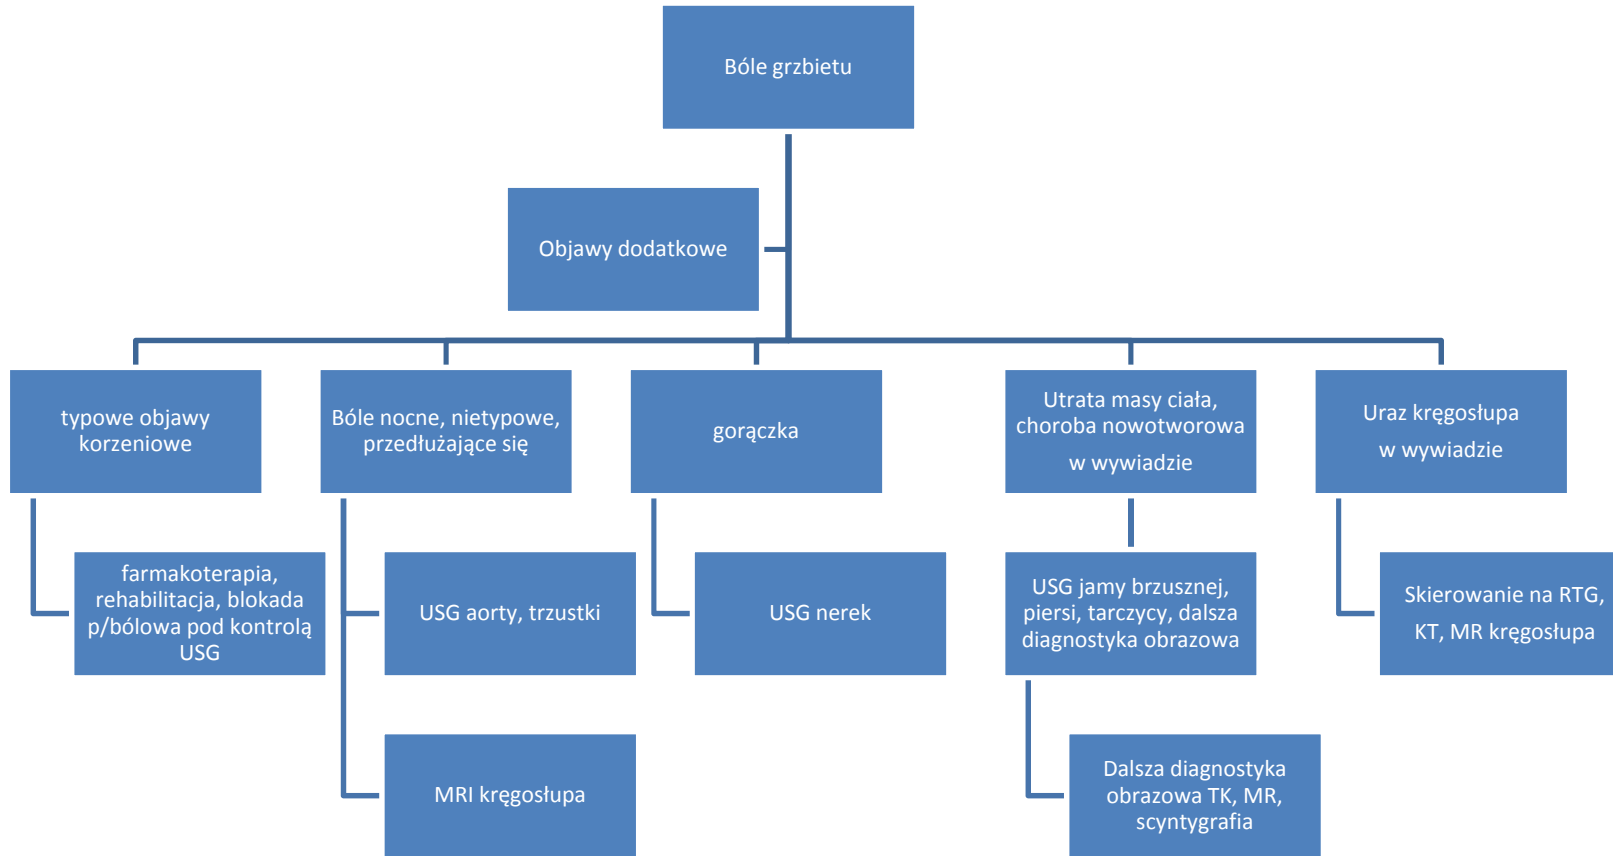 Bóle grzbietu
Objawy dodatkowe
typowe objawy
korzeniowe
Bóle nocne, nietypowe,
przedłużające się
gorączka
Utrata masy ciała,
choroba nowotworowa
w wywiadzie
Uraz kręgosłupa
w wywiadzie
farmakoterapia,
rehabilitacja, blokada
p/bólowa pod kontrolą
USG
USG aorty, trzustki
USG nerek
USG jamy brzusznej,
piersi, tarczycy, dalsza
diagnostyka obrazowa
Skierowanie na RTG,
KT, MR kręgosłupa
MRI kręgosłupa
Dalsza diagnostyka
obrazowa TK, MR,
scyntygrafia